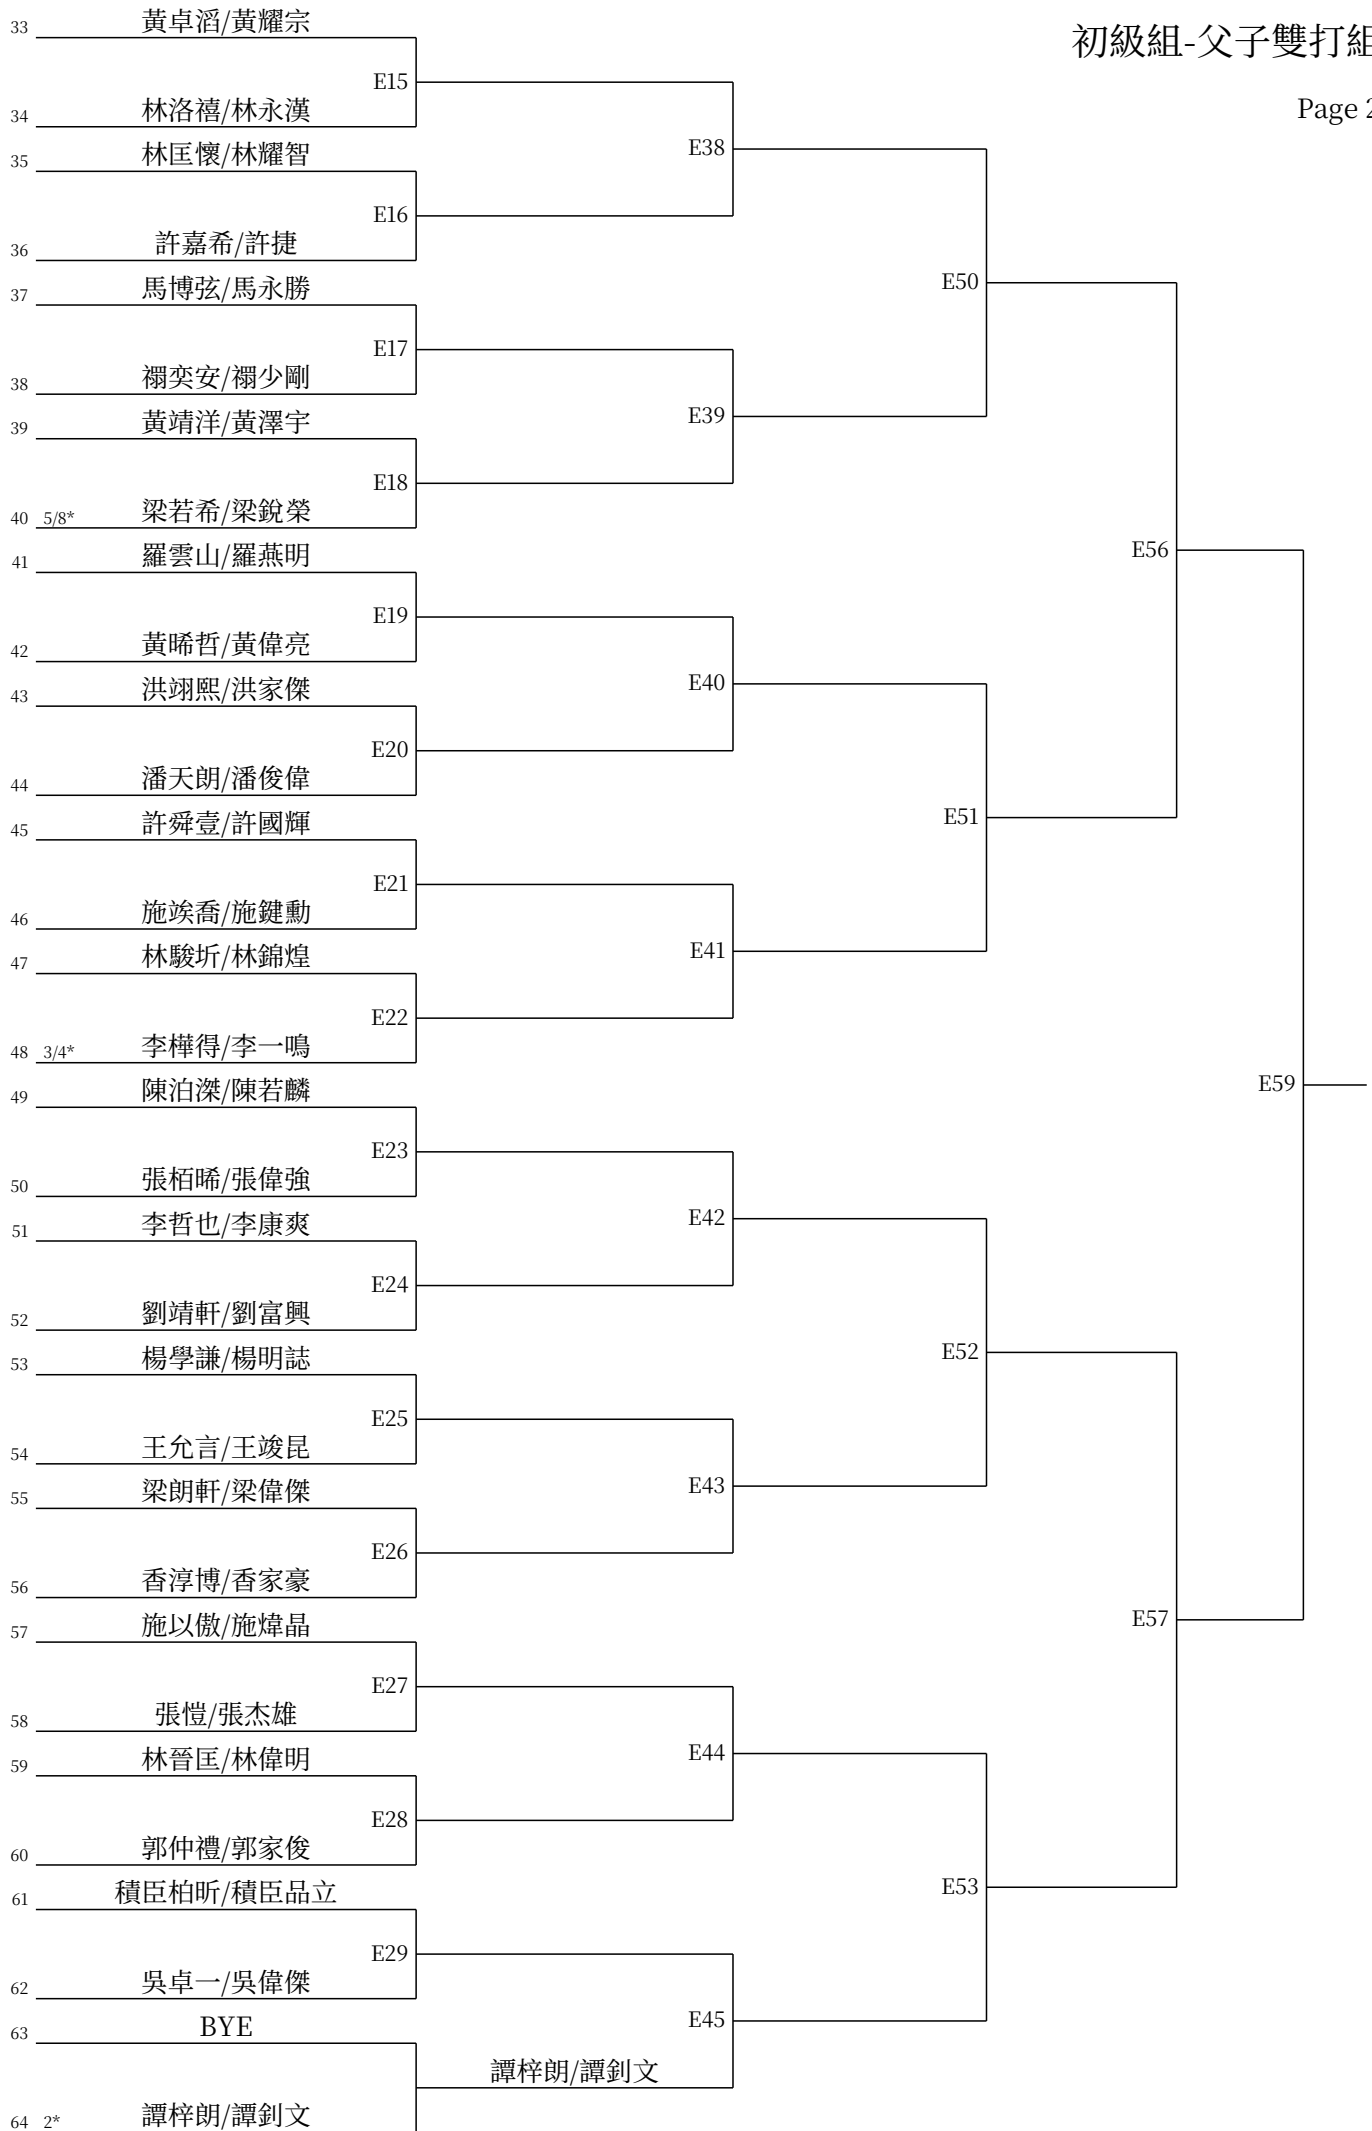 初級組-父子雙打組
Page 2
33 黃卓滔/黃耀宗
E15
34 林洛禧/林永漢
E38
35 林匡懷/林耀智
E16
36 許嘉希/許捷
E50
37 馬博弦/馬永勝
E17
38 禤奕安/禤少剛
E39
39 黃靖洋/黃澤宇
E18
40 5/8* 梁若希/梁銳榮
E56
41 羅雲山/羅燕明
E19
42 黃晞哲/黃偉亮
E40
43 洪翊熙/洪家傑
E20
44 潘天朗/潘俊偉
E51
45 許舜壹/許國輝
E21
46 施竢喬/施鍵勳
E41
47 林駿圻/林錦煌
E22
48 3/4* 李樺得/李一鳴
E59
49 陳泊滐/陳若麟
E23
50 張栢晞/張偉強
E42
51 李哲也/李康爽
E24
52 劉靖軒/劉富興
E52
53 楊學謙/楊明誌
E25
54 王允言/王竣昆
E43
55 梁朗軒/梁偉傑
E26
56 香淳博/香家豪
E57
57 施以傲/施煒晶
E27
58 張愷/張杰雄
E44
59 林晉匡/林偉明
E28
60 郭仲禮/郭家俊
E53
61 積臣柏昕/積臣品立
E29
62 吳卓一/吳偉傑
E45
63 BYE
譚梓朗/譚釗文
64 2* 譚梓朗/譚釗文